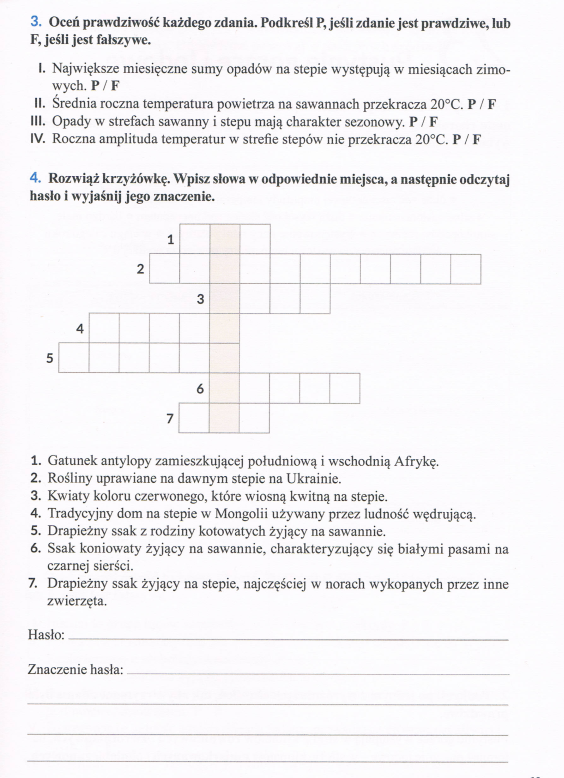 3. Oceń prawdziwość każdego zdania. Podkreśl P, jeśli zdanie jest prawdziwe, lub
F, jeśli jest fałszywe.
I. Największe miesięczne sumy opadów na stepie występują w miesiącach zimo-
wych. P / F
II. Średnia roczna temperatura powietrza na sawannach przekracza 20°C. P / F
III. Opady w strefach sawanny i stepu mają charakter sezonowy. P / F
IV. Roczna amplituda temperatur w strefie stepów nie przekracza 20°C. P / F
4. Rozwiąż krzyżówkę. Wpisz słowa w odpowiednie miejsca, a następnie odczytaj
hasło i wyjaśnij jego znaczenie.
1
2
3
4
5
6
7
1. Gatunek antylopy zamieszkującej południową i wschodnią Afrykę.
2. Rośliny uprawiane na dawnym stepie na Ukrainie.
3. Kwiaty koloru czerwonego, które wiosną kwitną na stepie.
4. Tradycyjny dom na stepie w Mongolii używany przez ludność wędrującą.
5. Drapieżny ssak z rodziny kotowatych żyjący na sawannie.
6. Ssak koniowaty żyjący na sawannie, charakteryzujący się białymi pasami na
czarnej sierści.
7. Drapieżny ssak żyjący na stepie, najczęściej w norach wykopanych przez inne
zwierzęta.
Hasło:
Znaczenie hasła: